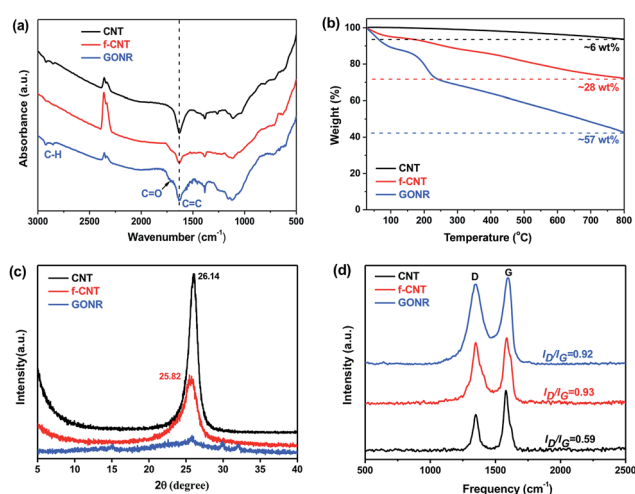 (a)
CNT
f-CNT
GONR
C-H
C=O
C=C
Absorbance (a.u.)
3000 2500 2000 1500 1000 500
Wavenumber (cm⁻¹)
(b)
100
80
60
40
20
0
~6 wt%
~28 wt%
~57 wt%
CNT
f-CNT
GONR
Weight (%)
100 200 300 400 500 600 700 800
Temperature (°C)
(c)
CNT
f-CNT
GONR
26.14
25.82
Intensity(a.u.)
5 10 15 20 25 30 35 40
2θ (degree)
(d)
CNT
f-CNT
GONR
D G
I_D/I_G=0.92
I_D/I_G=0.93
I_D/I_G=0.59
Intensity (a.u.)
500 1000 1500 2000 2500
Frequency (cm⁻¹)